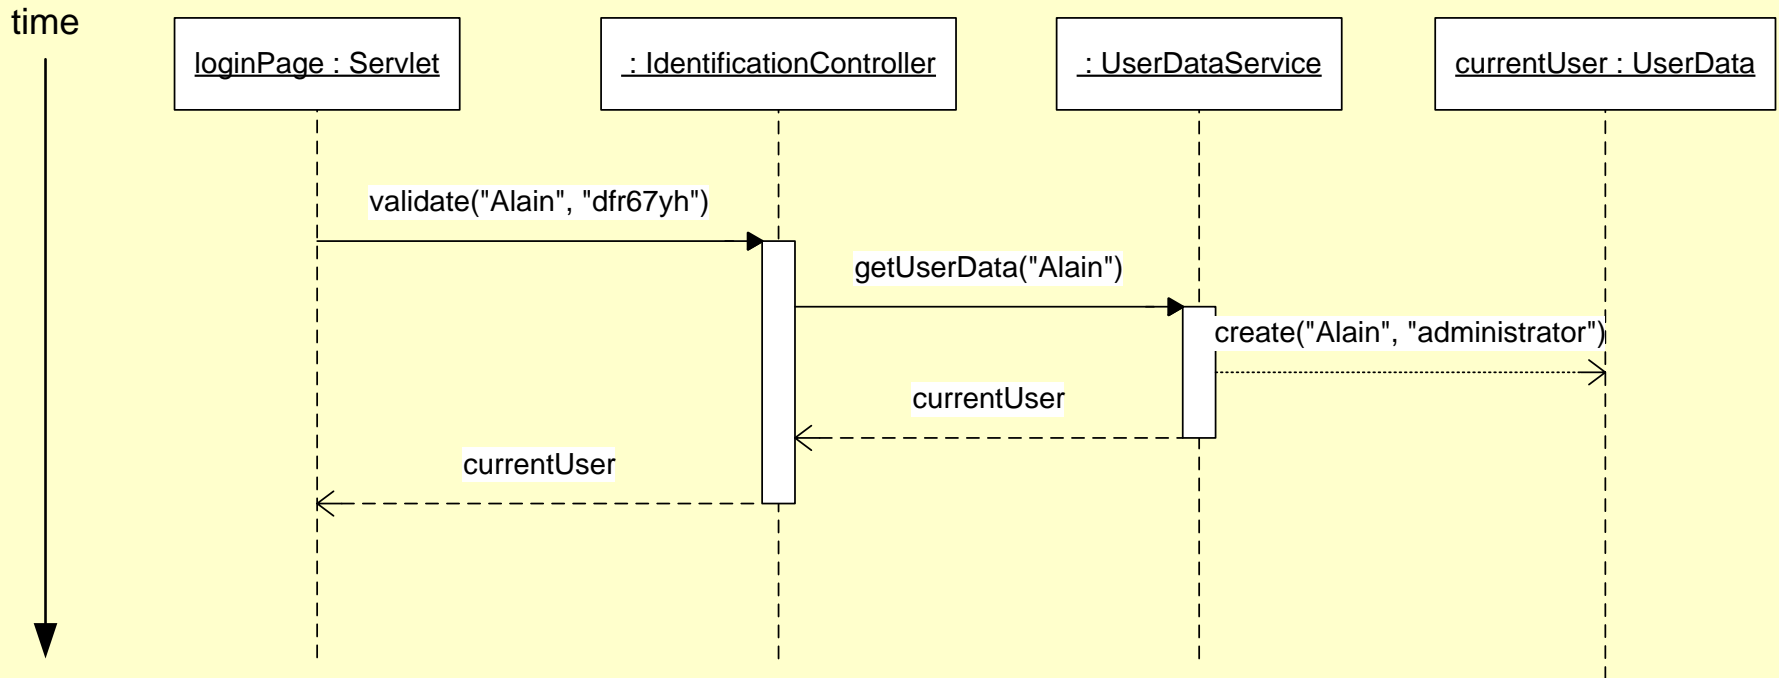 time
loginPage : Servlet
: IdentificationController
: UserDataService
currentUser : UserData
validate("Alain", "dfr67yh")
getUserData("Alain")
create("Alain", "administrator")
currentUser
currentUser